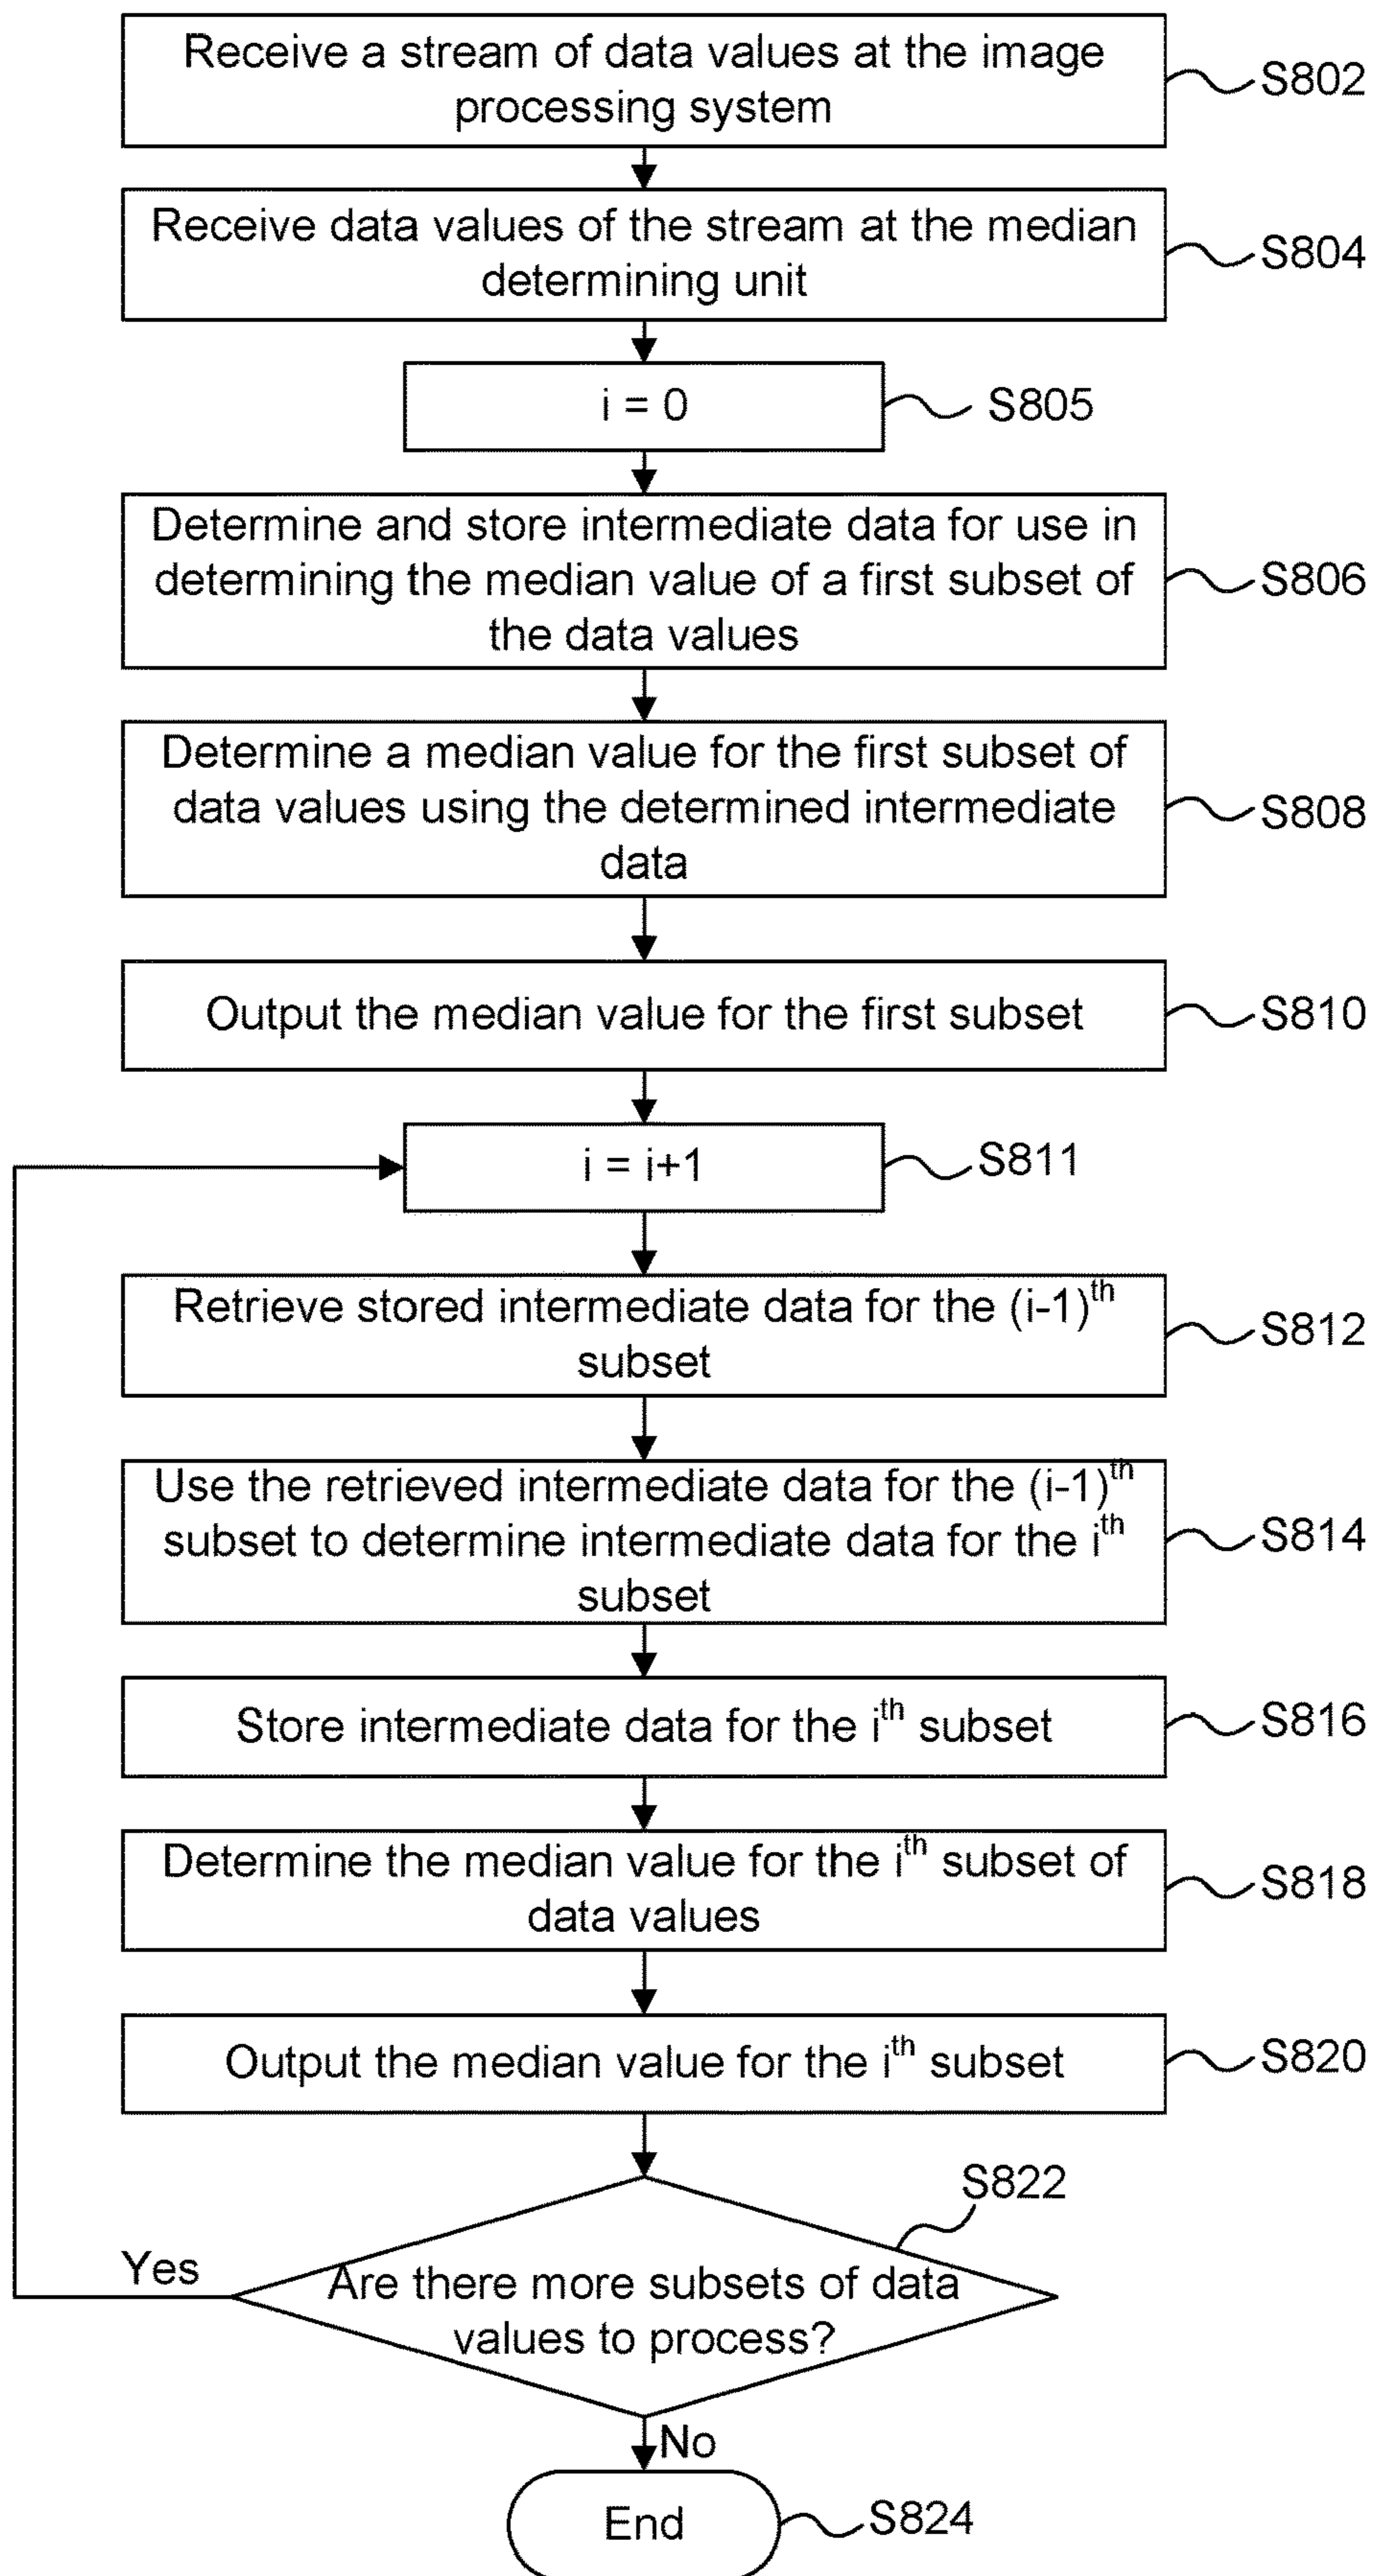 Receive a stream of data values at the image
processing system
S802
Receive data values of the stream at the median
determining unit
S804
i = 0
S805
Determine and store intermediate data for use in
determining the median value of a first subset of
the data values
S806
Determine a median value for the first subset of
data values using the determined intermediate
data
S808
Output the median value for the first subset
S810
i = i+1
S811
Retrieve stored intermediate data for the (i-1)th
subset
S812
Use the retrieved intermediate data for the (i-1)th
subset to determine intermediate data for the ith
subset
S814
Store intermediate data for the ith subset
S816
Determine the median value for the ith subset of
data values
S818
Output the median value for the ith subset
S820
S822
Yes
Are there more subsets of data
values to process?
No
End
S824